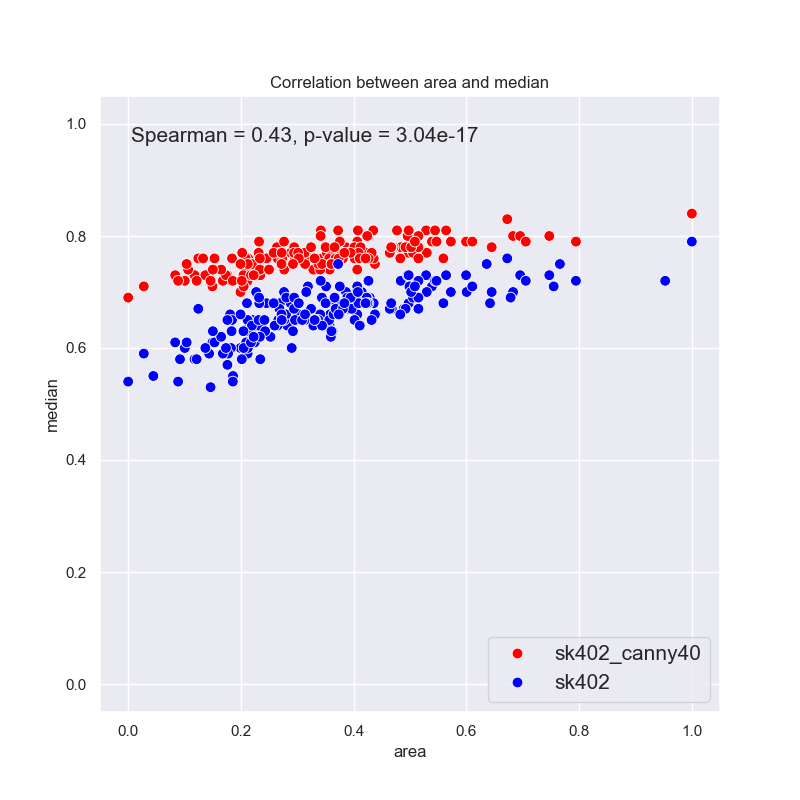 Correlation between area and median
Spearman = 0.43, p-value = 3.04e-17
1.0
0.8
0.6
0.4
0.2
0.0
median
sk402_canny40
sk402
0.0 0.2 0.4 0.6 0.8 1.0
area